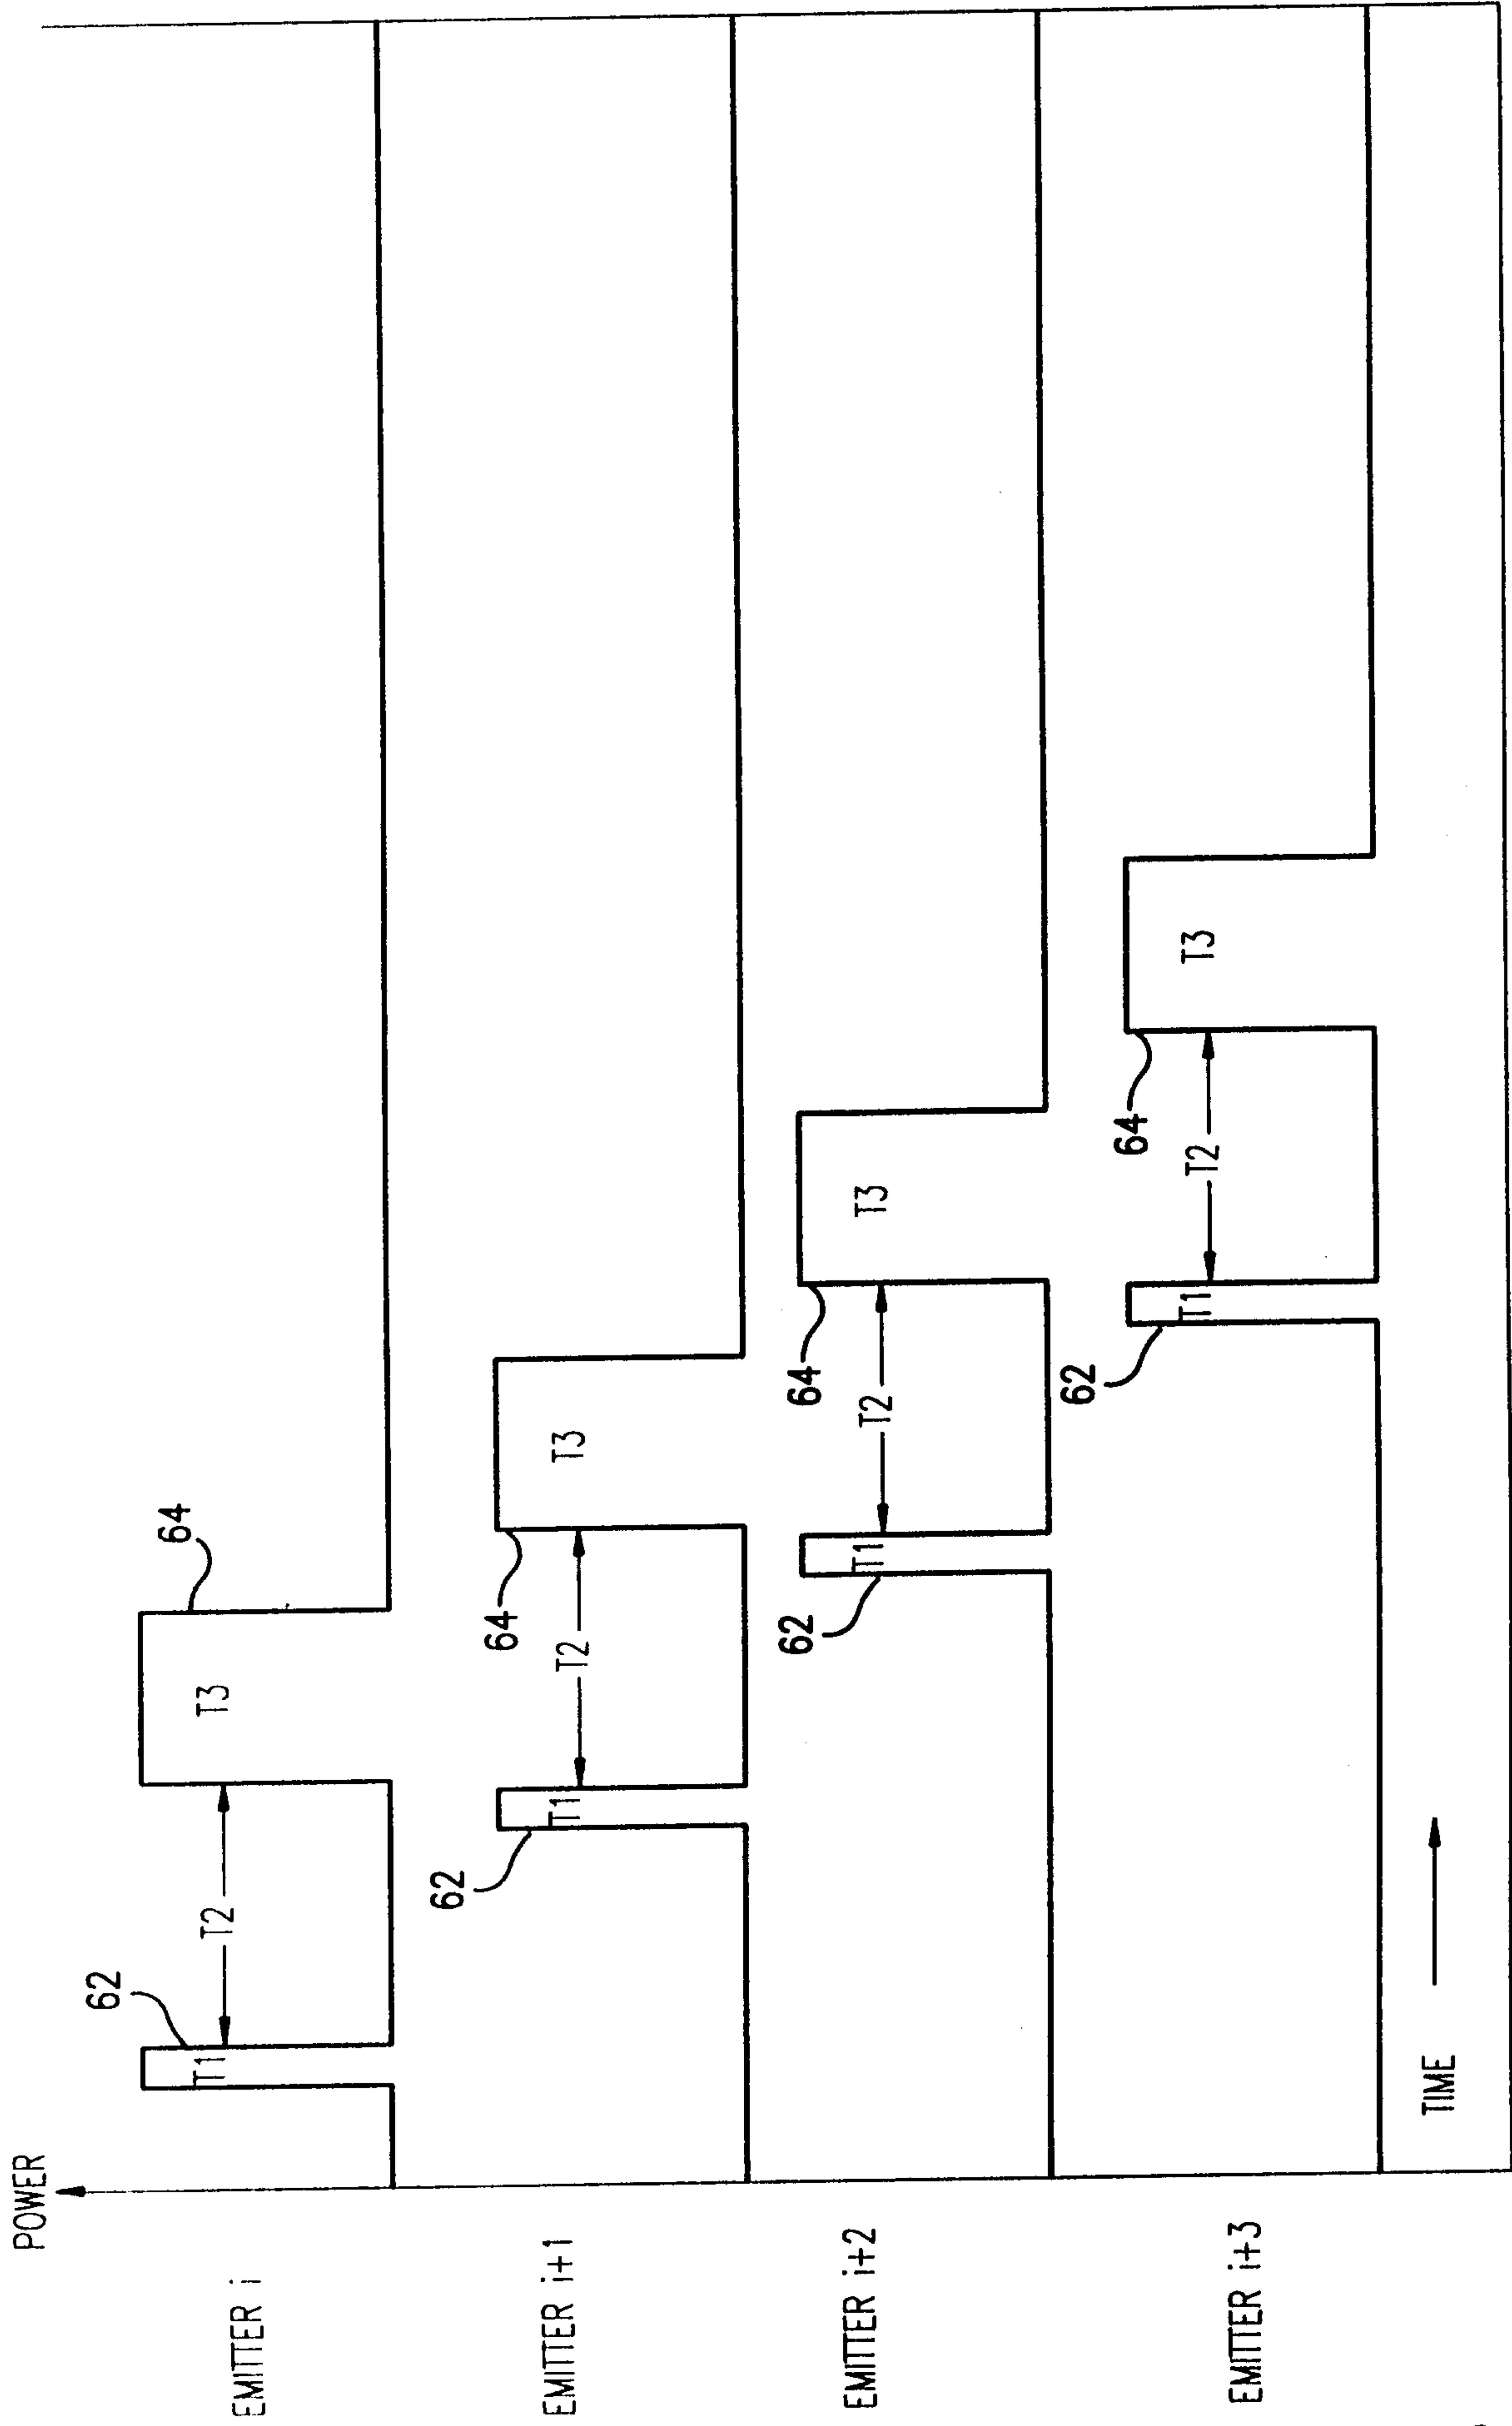 POWER
EMITTER i
62
T1
T2
T3
64
EMITTER i+1
62
T1
T2
64
T3
EMITTER i+2
62
T1
T2
64
T3
EMITTER i+3
62
T1
T2
64
T3
TIME